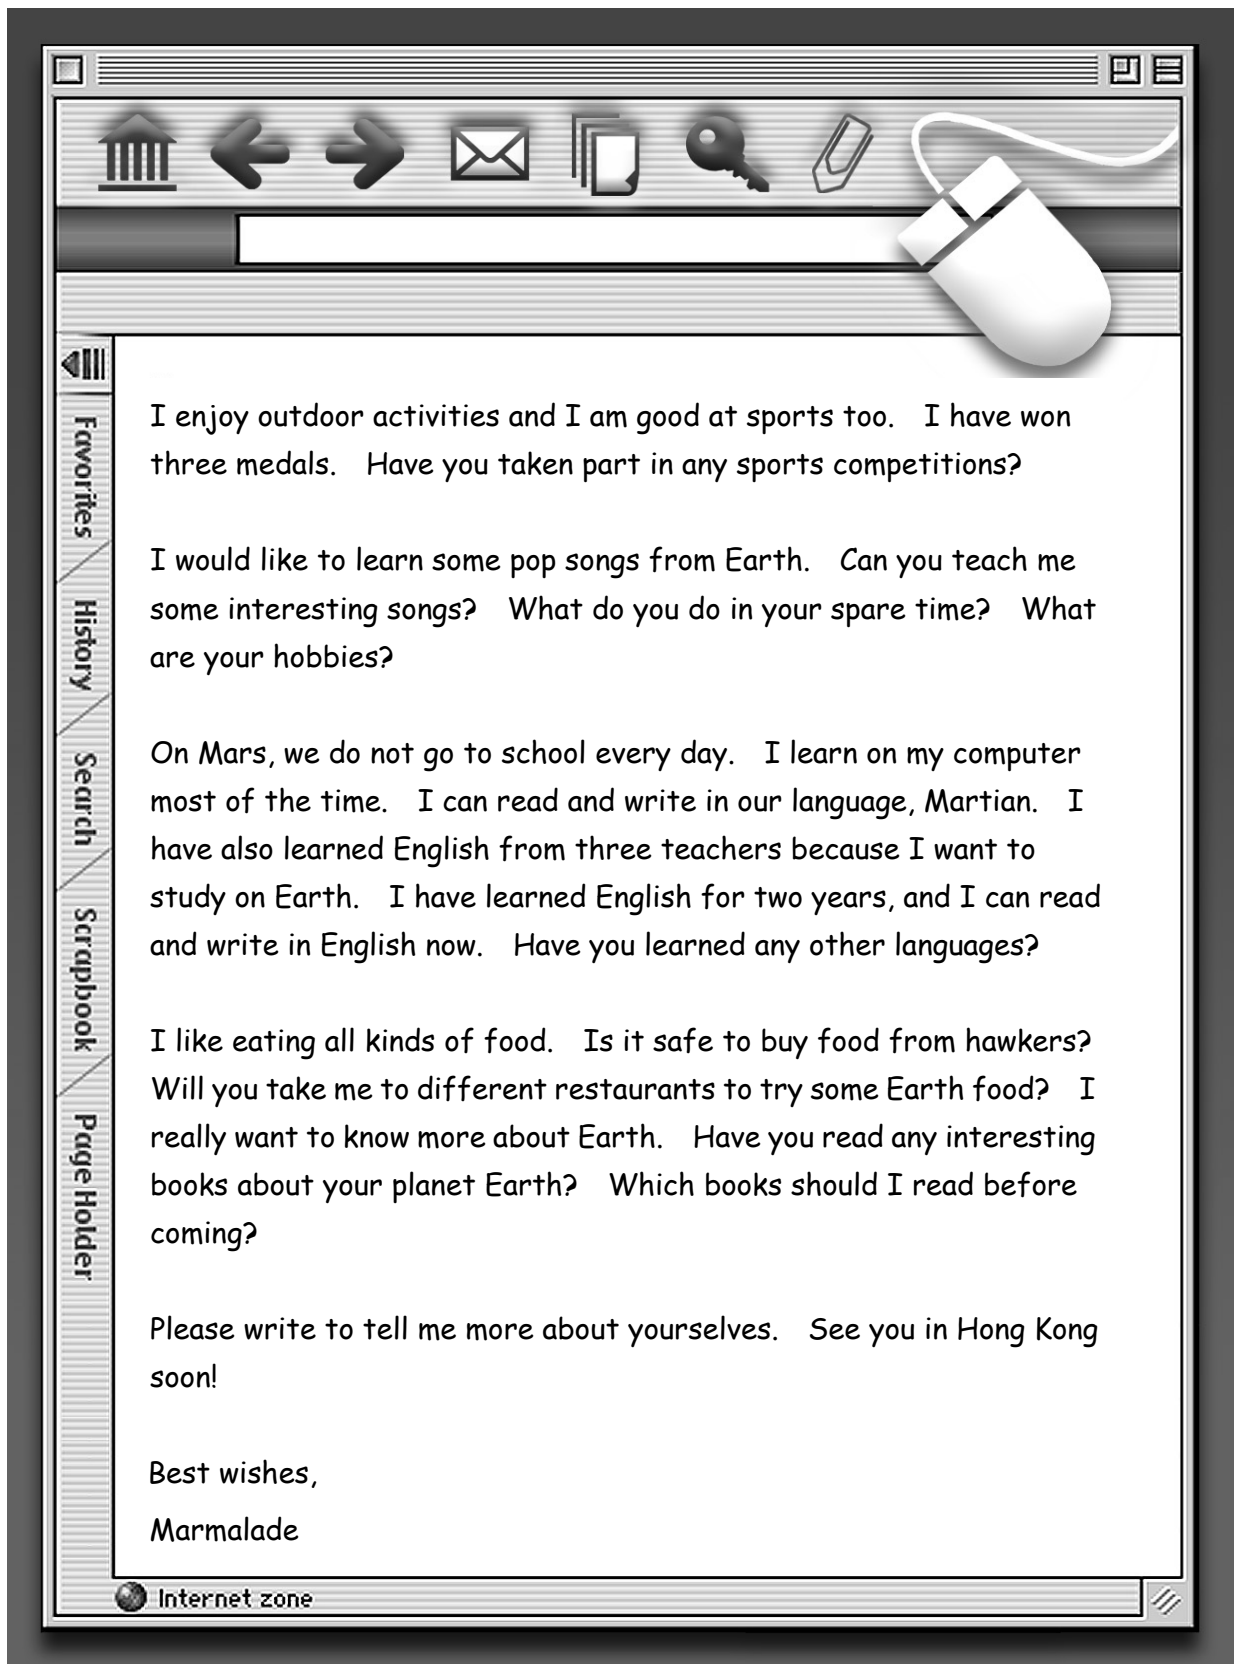 I enjoy outdoor activities and I am good at sports too. I have won
three medals. Have you taken part in any sports competitions?
I would like to learn some pop songs from Earth. Can you teach me
some interesting songs? What do you do in your spare time? What
are your hobbies?
On Mars, we do not go to school every day. I learn on my computer
most of the time. I can read and write in our language, Martian. I
have also learned English from three teachers because I want to
study on Earth. I have learned English for two years, and I can read
and write in English now. Have you learned any other languages?
I like eating all kinds of food. Is it safe to buy food from hawkers?
Will you take me to different restaurants to try some Earth food? I
really want to know more about Earth. Have you read any interesting
books about your planet Earth? Which books should I read before
coming?
Please write to tell me more about yourselves. See you in Hong Kong
soon!
Best wishes,
Marmalade
Favorites
History
Search
Scrapbook
Page Holder
Internet zone